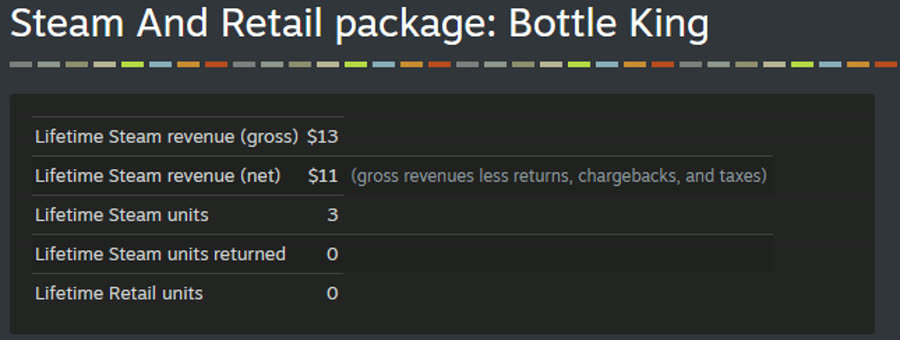 Steam And Retail package: Bottle King
Lifetime Steam revenue (gross) $13
Lifetime Steam revenue (net) $11 (gross revenues less returns, chargebacks, and taxes)
Lifetime Steam units 3
Lifetime Steam units returned 0
Lifetime Retail units 0